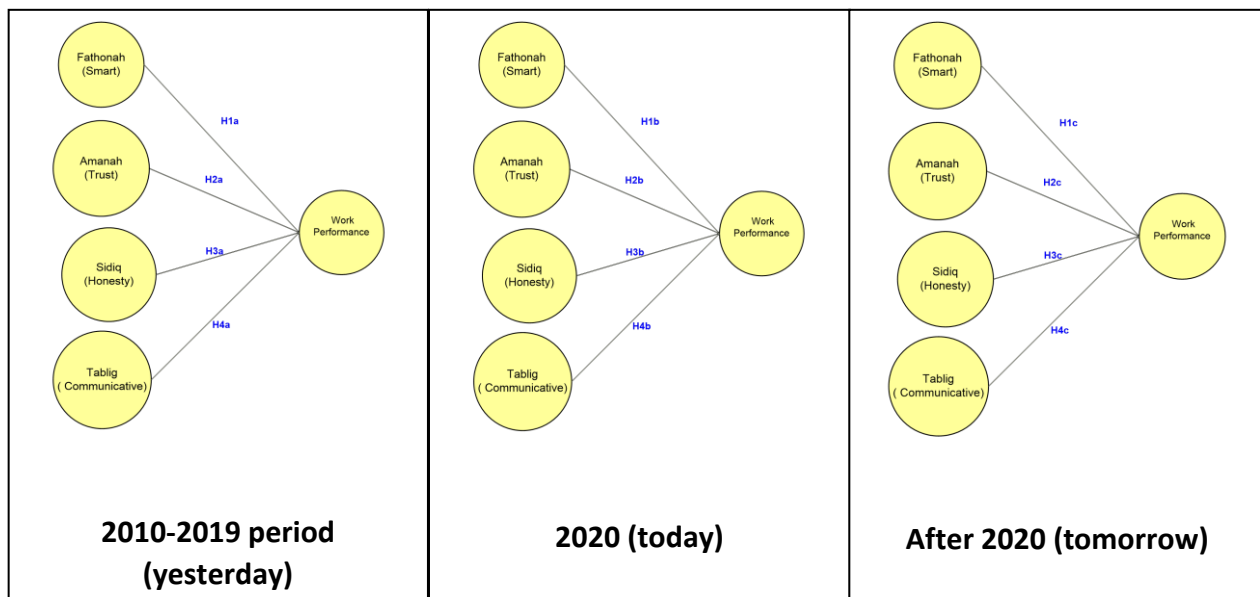 Fathonah
(Smart)
H1a
Amanah
(Trust)
H2a
Work
Performance
H3a
Sidiq
(Honesty)
H4a
Tablig
( Communicative)
2010-2019 period
(yesterday)
Fathonah
(Smart)
H1b
Amanah
(Trust)
H2b
Work
Performance
H3b
Sidiq
(Honesty)
H4b
Tablig
( Communicative)
2020 (today)
Fathonah
(Smart)
H1c
Amanah
(Trust)
H2c
Work
Performance
H3c
Sidiq
(Honesty)
H4c
Tablig
( Communicative)
After 2020 (tomorrow)